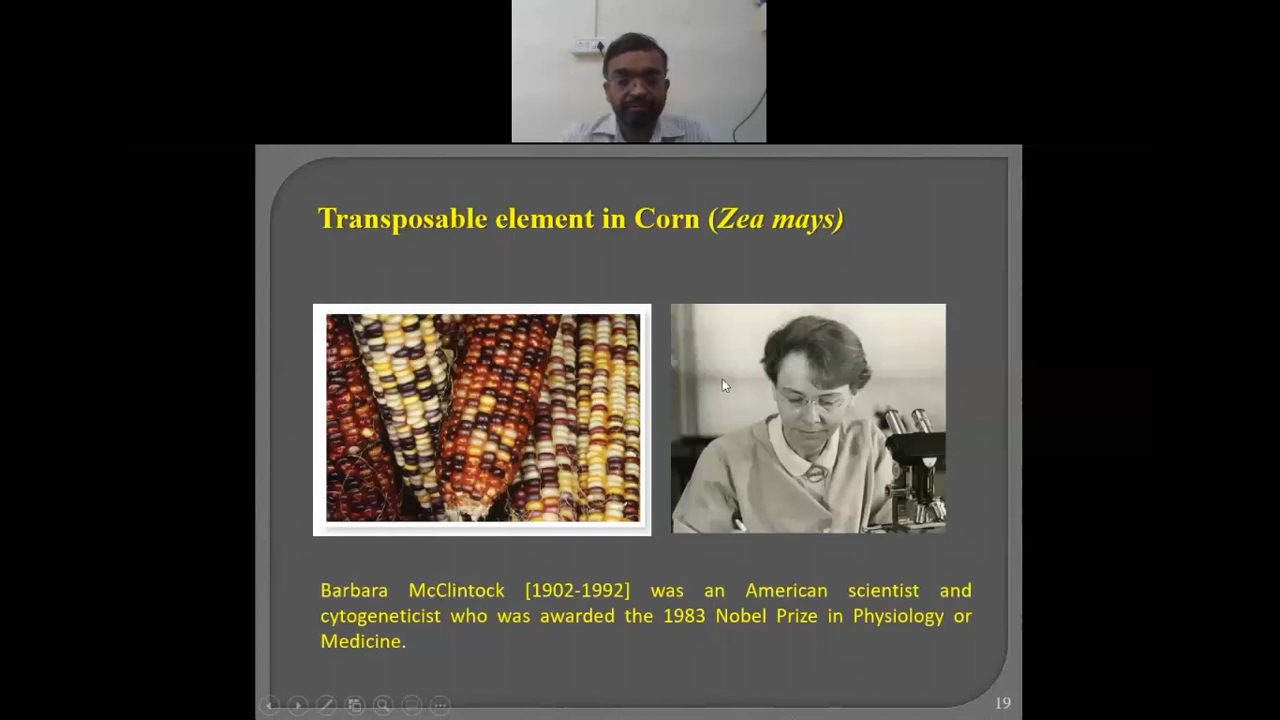 Transposable element in Corn (Zea mays)
Barbara McClintock [1902-1992] was an American scientist and
cytogeneticist who was awarded the 1983 Nobel Prize in Physiology or
Medicine.
19